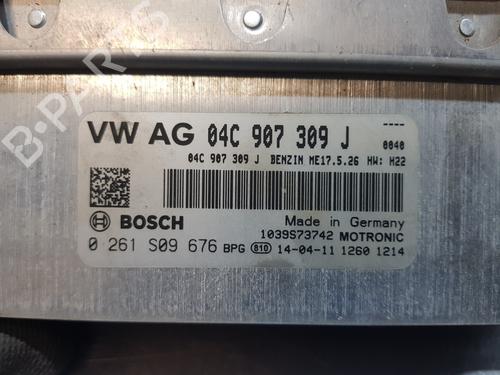 VW AG 04C 907 309 J ----
0040
04C 907 309 J BENZIN ME17.5.26 HW: H22
BOSCH
Made in Germany
1039S73742 MOTRONIC
0 261 S09 676 BPG 810 14-04-11 1260 1214
B-PARTS